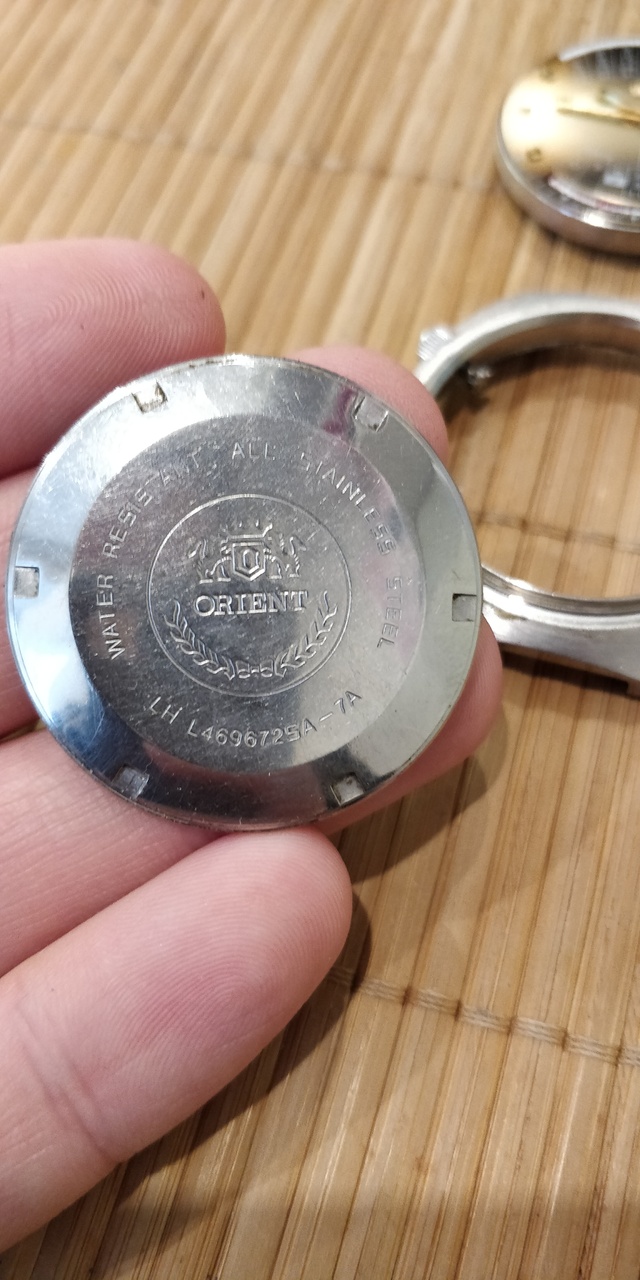 WATER RESISTANT ALL STAINLESS STEEL
ORIENT
LH L469672SA-7A